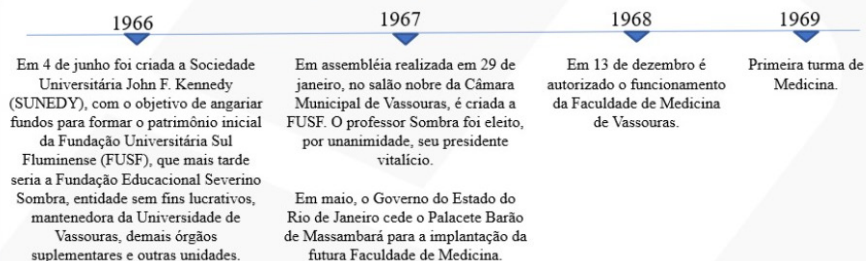 1966
Em 4 de junho foi criada a Sociedade
Universitária John F. Kennedy
(SUNEDY), com o objetivo de angariar
fundos para formar o patrimônio inicial
da Fundação Universitária Sul
Fluminense (FUSF), que mais tarde
seria a Fundação Educacional Severino
Sombra, entidade sem fins lucrativos,
mantenedora da Universidade de
Vassouras, demais órgãos
suplementares e outras unidades.
1967
Em assembléia realizada em 29 de
janeiro, no salão nobre da Câmara
Municipal de Vassouras, é criada a
FUSF. O professor Sombra foi eleito,
por unanimidade, seu presidente
vitalício.
Em maio, o Governo do Estado do
Rio de Janeiro cede o Palacete Barão
de Massambará para a implantação da
futura Faculdade de Medicina.
1968
Em 13 de dezembro é
autorizado o funcionamento
da Faculdade de Medicina
de Vassouras.
1969
Primeira turma de
Medicina.